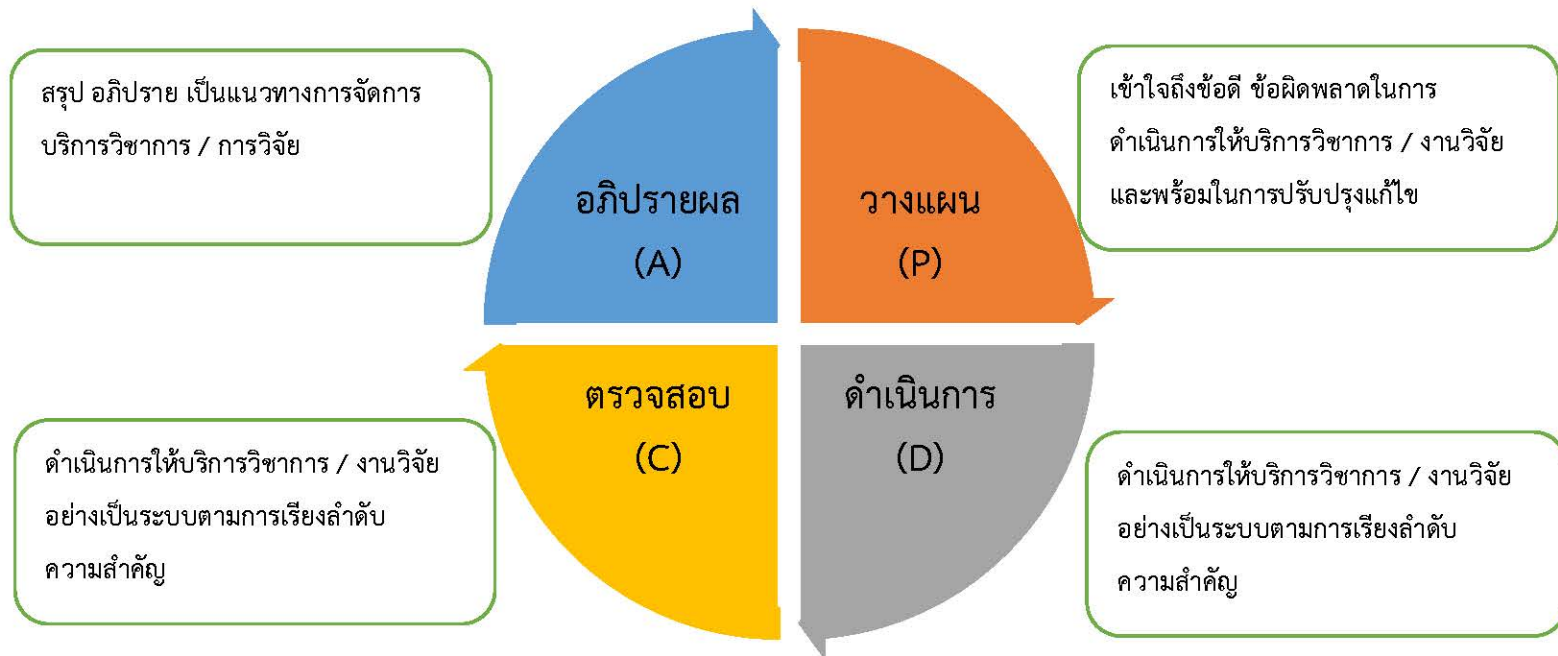 สรุป อภิปราย เป็นแนวทางการจัดการ
บริการวิชาการ / การวิจัย
อภิปรายผล
(A)
วางแผน
(P)
เข้าใจถึงข้อดี ข้อผิดพลาดในการ
ดำเนินการให้บริการวิชาการ / งานวิจัย
และพร้อมในการปรับปรุงแก้ไข
ดำเนินการให้บริการวิชาการ / งานวิจัย
อย่างเป็นระบบตามการเรียงลำดับ
ความสำคัญ
ตรวจสอบ
(C)
ดำเนินการ
(D)
ดำเนินการให้บริการวิชาการ / งานวิจัย
อย่างเป็นระบบตามการเรียงลำดับ
ความสำคัญ